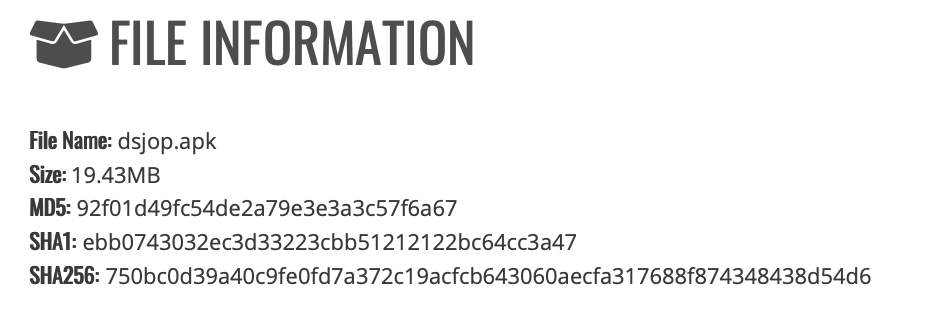 FILE INFORMATION
File Name: dsjop.apk
Size: 19.43MB
MD5: 92f01d49fc54de2a79e3e3a3c57f6a67
SHA1: ebb0743032ec3d33223cbb51212122bc64cc3a47
SHA256: 750bc0d39a40c9fe0fd7a372c19acfcb643060aecfa317688f874348438d54d6